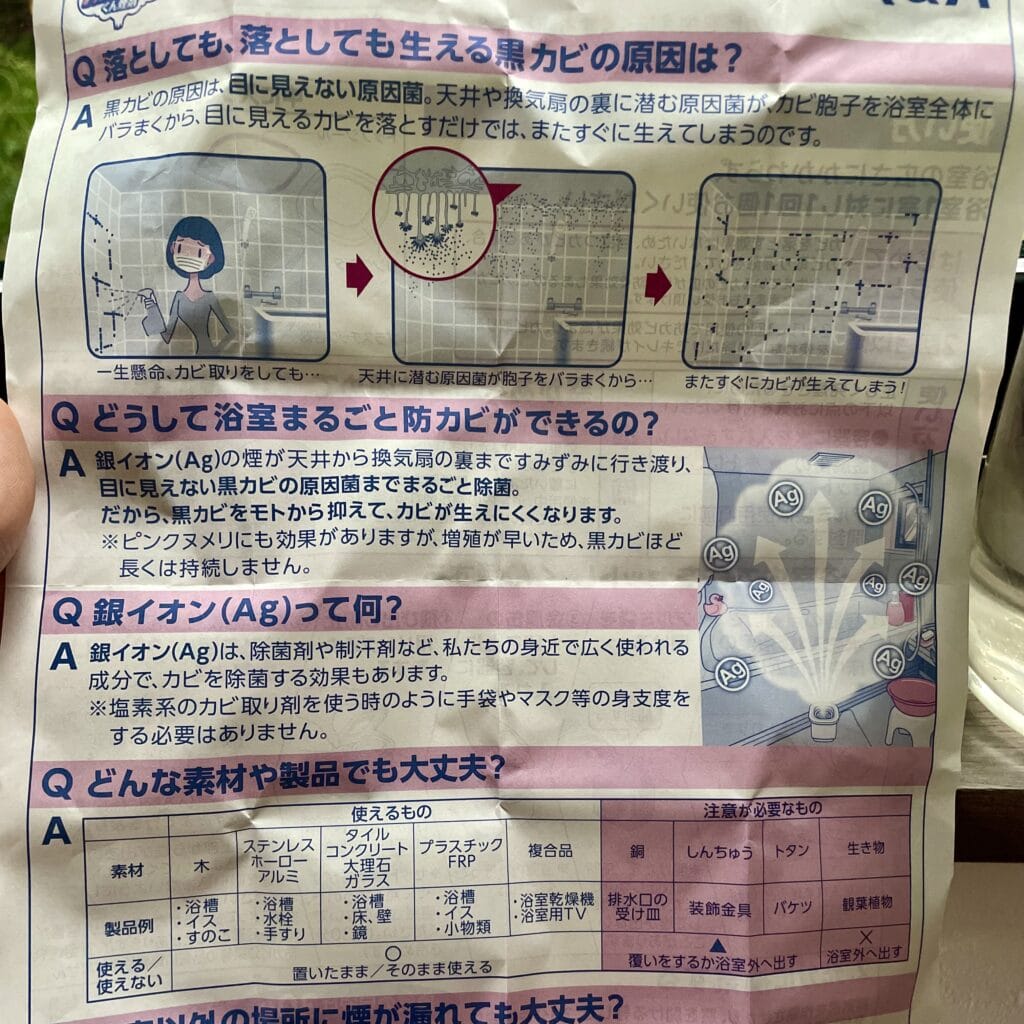 くん煙剤
Q&A
Q 落としても、落としても生える黒カビの原因は?
A 黒カビの原因は、目に見えない原因菌。天井や換気扇の裏に潜む原因菌が、カビ胞子を浴室全体に
バラまくから、目に見えるカビを落とすだけでは、またすぐに生えてしまうのです。
一生懸命、カビ取りをしても…
天井に潜む原因菌が胞子をバラまくから…
またすぐにカビが生えてしまう!
Q どうして浴室まるごと防カビができるの?
A 銀イオン(Ag)の煙が天井から換気扇の裏まですみずみに行き渡り、
目に見えない黒カビの原因菌までまるごと除菌。
だから、黒カビをモトから抑えて、カビが生えにくくなります。
※ピンクヌメリにも効果がありますが、増殖が早いため、黒カビほど
長くは持続しません。
Ag
Ag
Ag
Ag
Ag
Ag
Ag
Ag
Q 銀イオン(Ag)って何?
A 銀イオン(Ag)は、除菌剤や制汗剤など、私たちの身近で広く使われる
成分で、カビを除菌する効果もあります。
※塩素系のカビ取り剤を使う時のように手袋やマスク等の身支度を
する必要はありません。
Q どんな素材や製品でも大丈夫?
A
使えるもの
注意が必要なもの
素材
木
ステンレス
ホーロー
アルミ
タイル
コンクリート
大理石
ガラス
プラスチック
FRP
複合品
銅
しんちゅう
トタン
生き物
製品例
・浴槽
・イス
・すのこ
・浴槽
・水栓
・手すり
・浴槽
・床、壁
・鏡
・浴槽
・イス
・小物類
・浴室乾燥機
・浴室用TV
排水口の
受け皿
装飾金具
バケツ
観葉植物
使える/
使えない
○
置いたまま/そのまま使える
▲
覆いをするか浴室外へ出す
×
浴室外へ出す
以外の場所に煙が漏れても大丈夫?